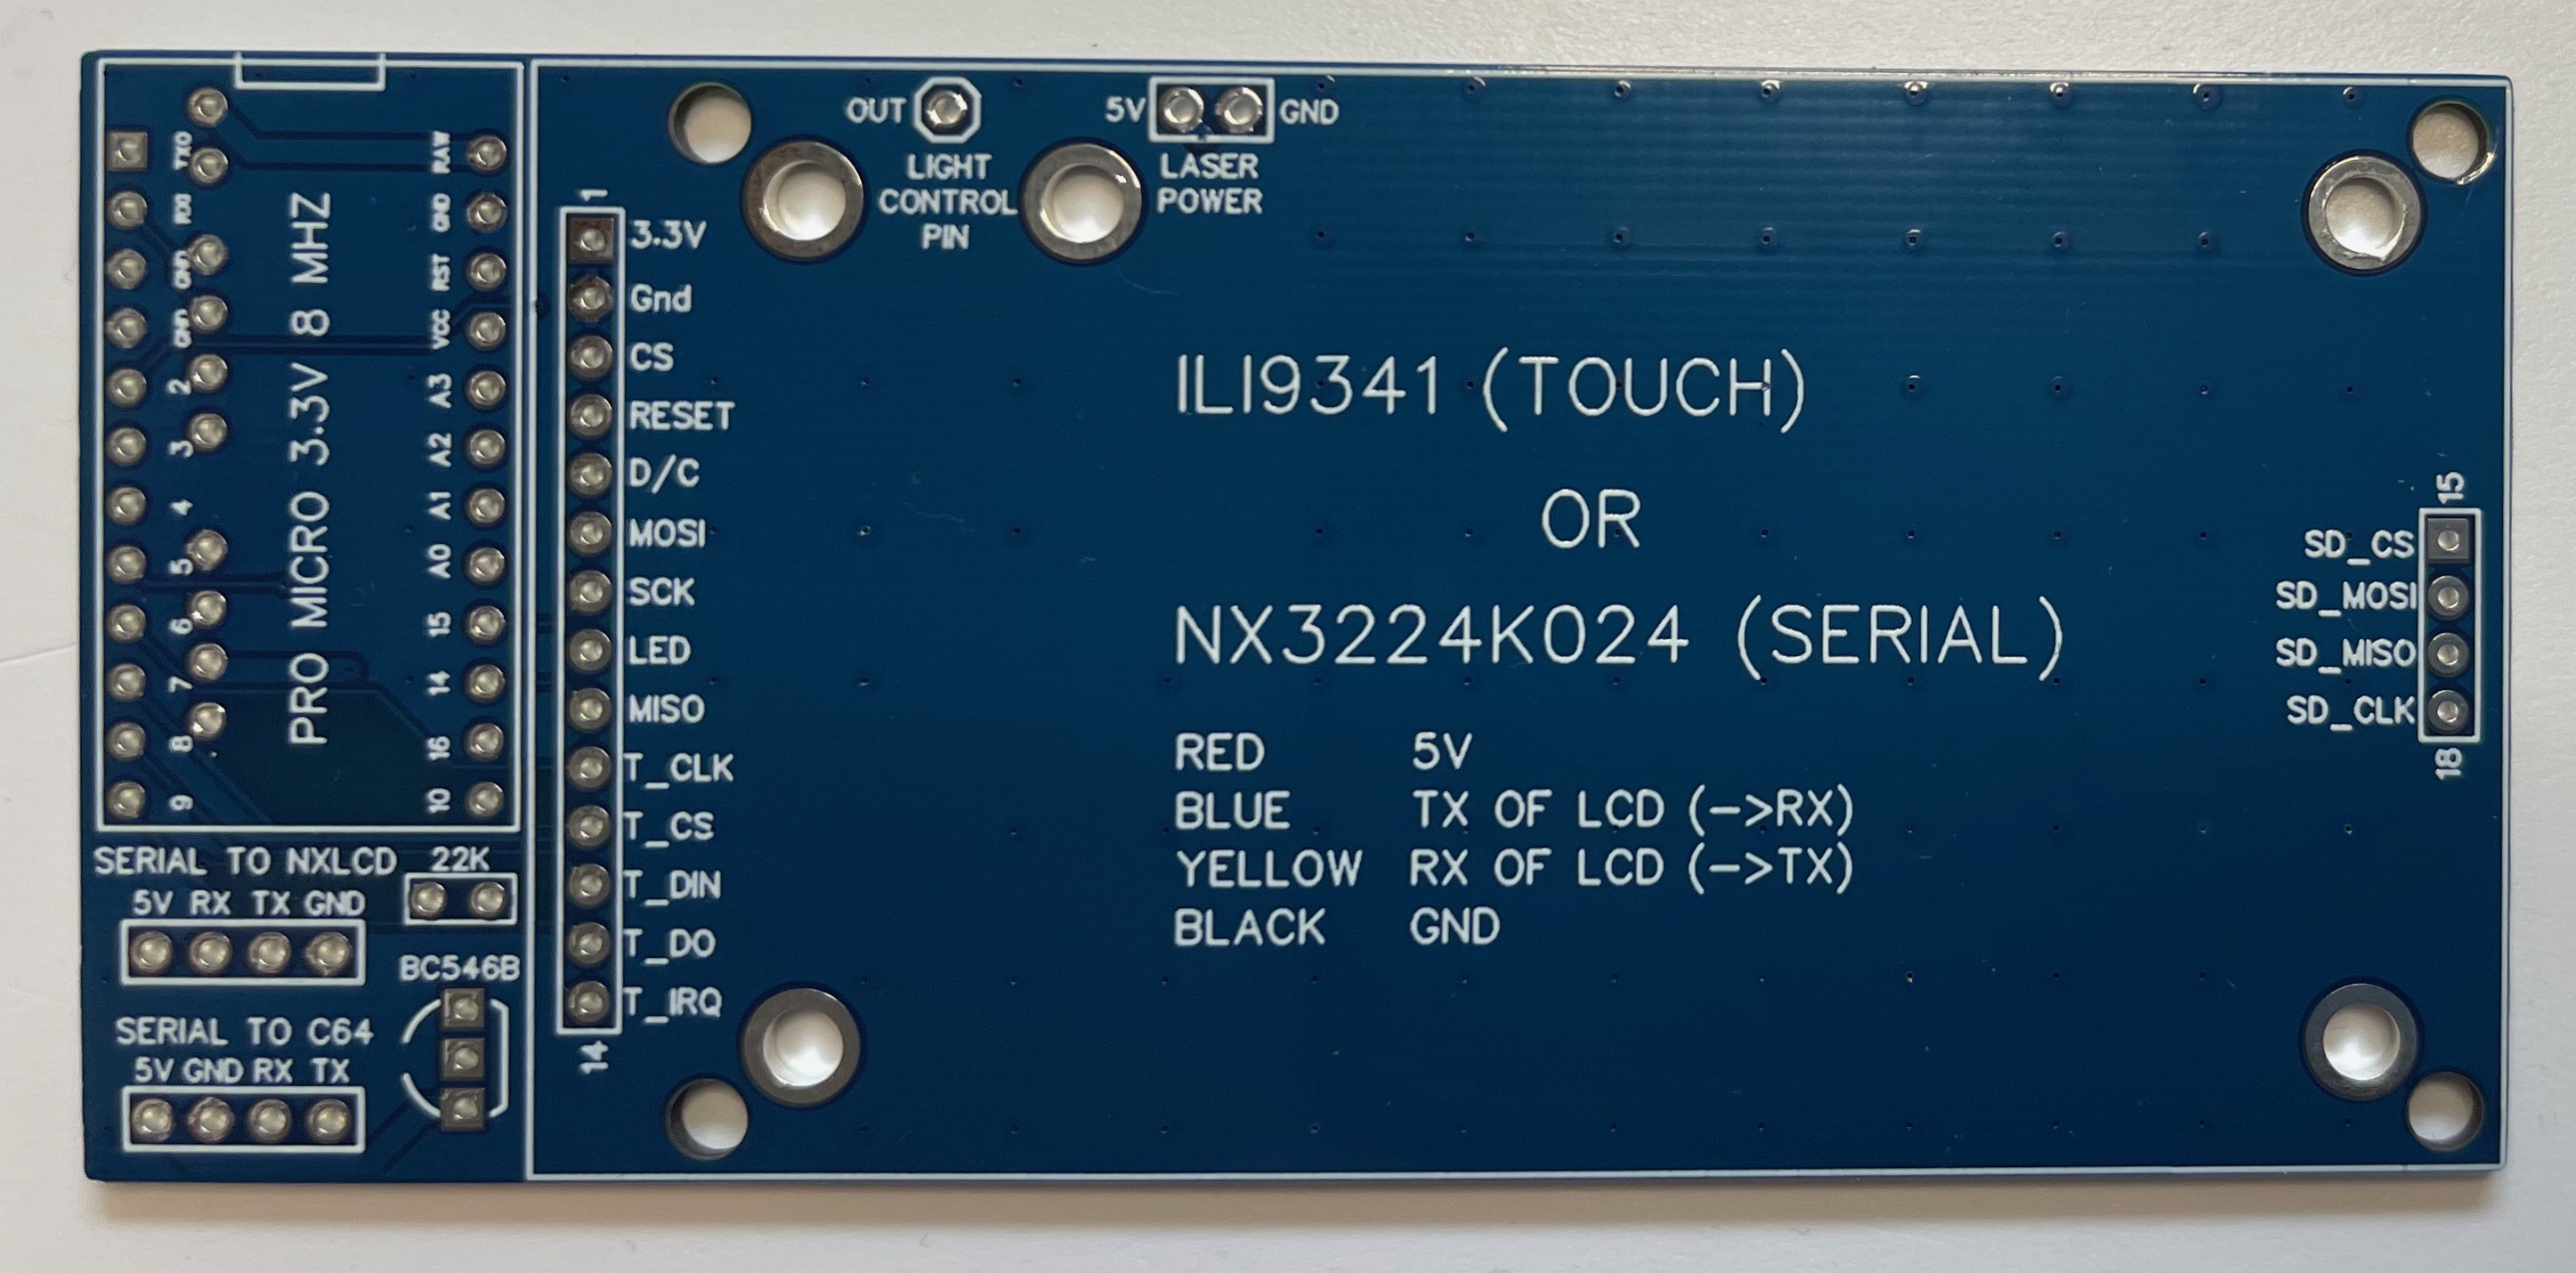 TXO
RXI
GND
GND
2
3
4
5
6
7
8
9
PRO MICRO 3.3V 8 MHZ
RAW
GND
RST
VCC
A3
A2
A1
A0
15
14
16
10
SERIAL TO NXLCD
5V RX TX GND
22K
BC546B
SERIAL TO C64
5V GND RX TX
1
3.3V
Gnd
CS
RESET
D/C
MOSI
SCK
LED
MISO
T_CLK
T_CS
T_DIN
T_DO
T_IRQ
14
OUT
LIGHT
CONTROL
PIN
5V GND
LASER
POWER
ILI9341 (TOUCH)
OR
NX3224K024 (SERIAL)
RED 5V
BLUE TX OF LCD (->RX)
YELLOW RX OF LCD (->TX)
BLACK GND
15
SD_CS
SD_MOSI
SD_MISO
SD_CLK
18